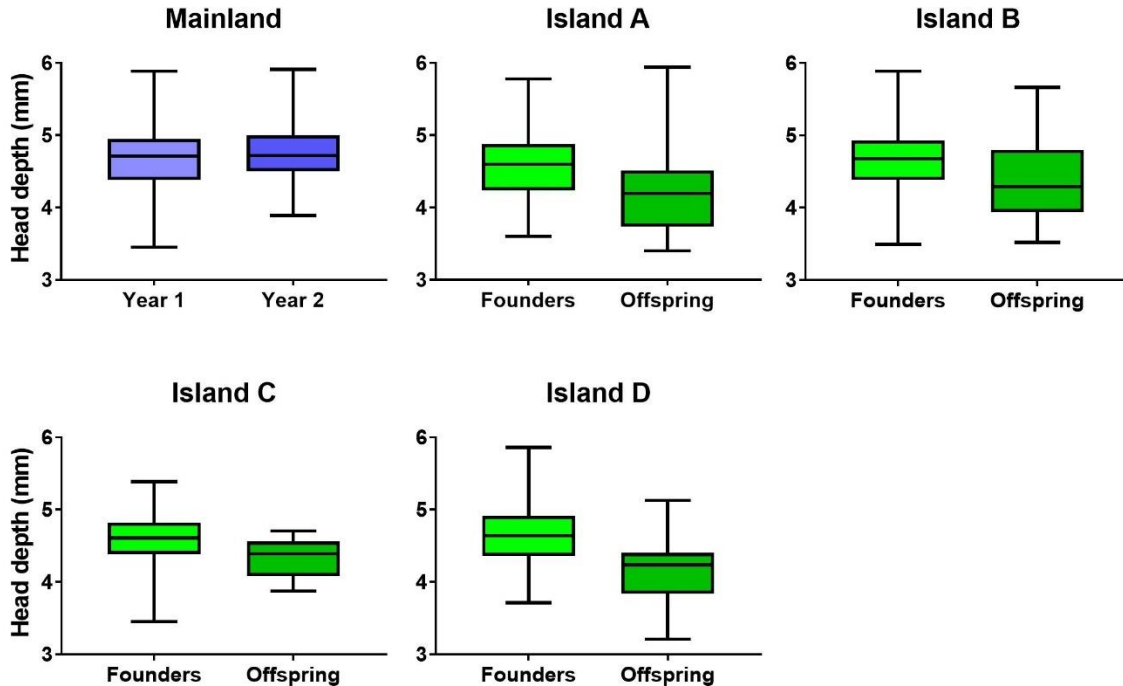 Mainland
Head depth (mm)
6
5
4
3
Year 1 Year 2
Island A
6
5
4
3
Founders Offspring
Island B
6
5
4
3
Founders Offspring
Island C
Head depth (mm)
6
5
4
3
Founders Offspring
Island D
6
5
4
3
Founders Offspring